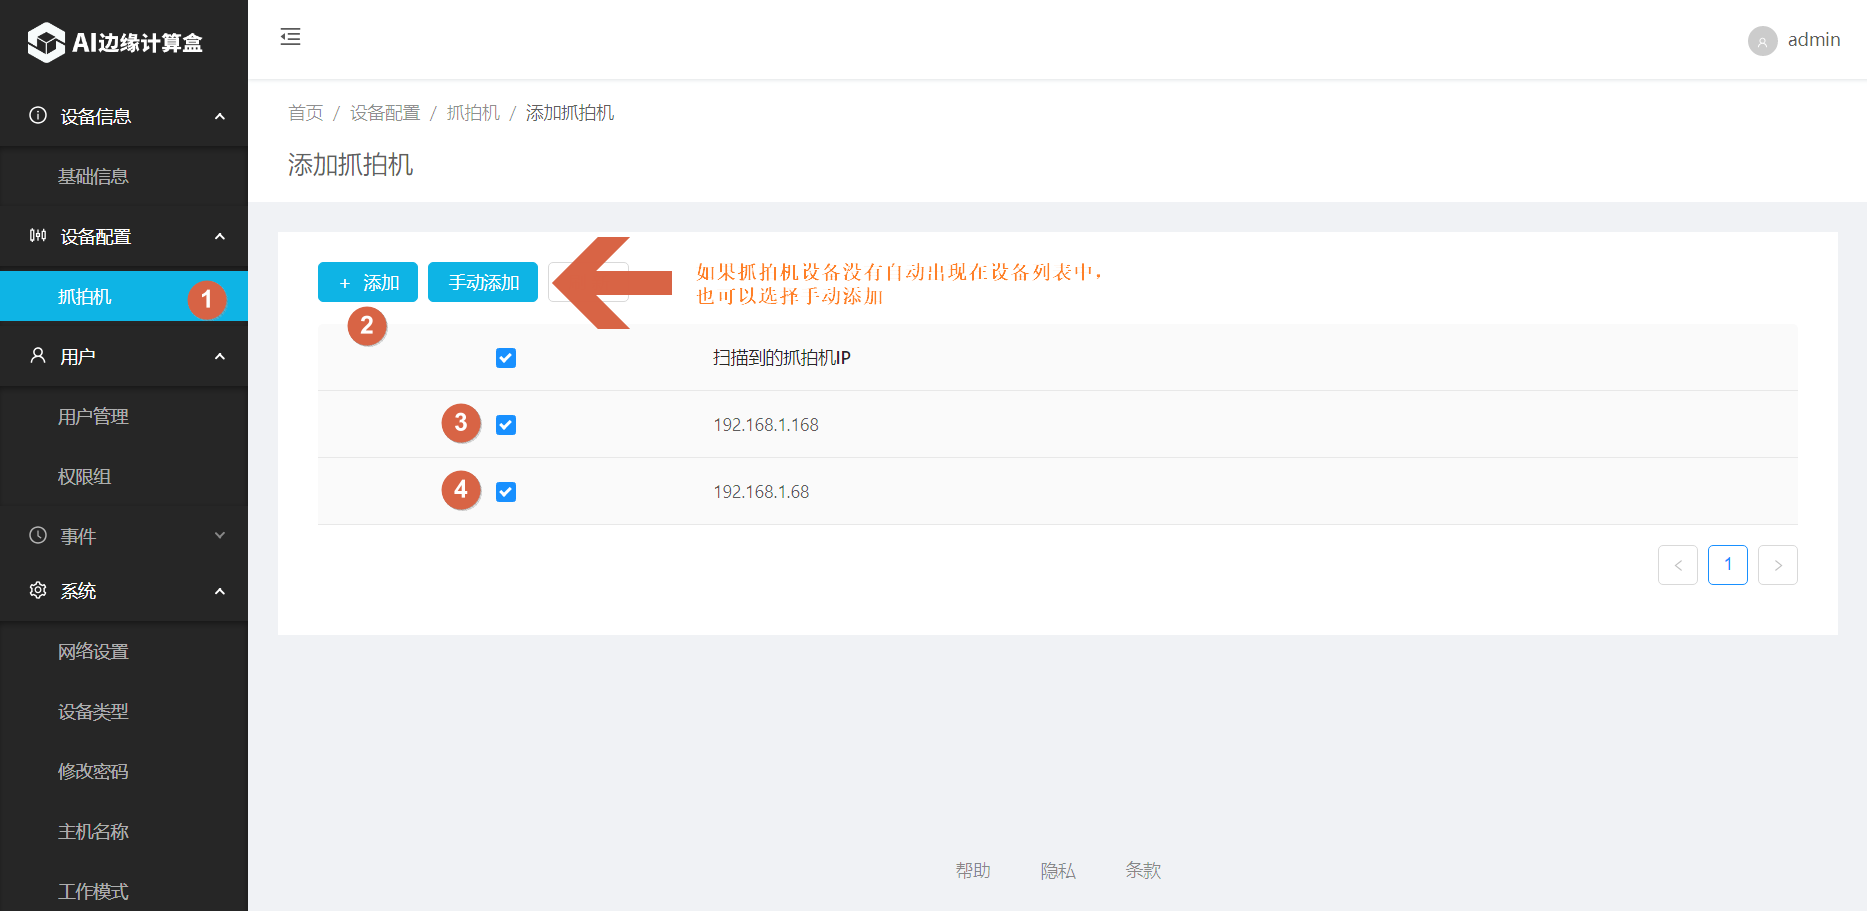 AI边缘计算盒
admin
设备信息
基础信息
设备配置
抓拍机
1
用户
用户管理
权限组
事件
系统
网络设置
设备类型
修改密码
主机名称
工作模式
首页 / 设备配置 / 抓拍机 / 添加抓拍机
添加抓拍机
+ 添加
手动添加
如果抓拍机设备没有自动出现在设备列表中,
也可以选择手动添加
2
扫描到的抓拍机IP
3
192.168.1.168
4
192.168.1.68
< 1 >
帮助 隐私 条款